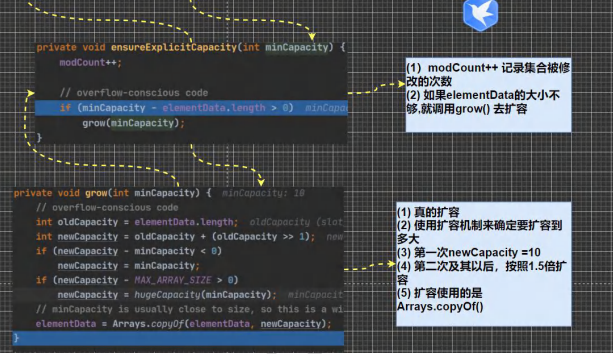 private void ensureExplicitCapacity(int minCapacity) {
modCount++;
// overflow-conscious code
if (minCapacity - elementData.length > 0) minCapac
grow(minCapacity);
}
(1) modCount++ 记录集合被修
改的次数
(2) 如果elementData的大小不
够,就调用grow() 去扩容
private void grow(int minCapacity) { minCapacity: 10
// overflow-conscious code
int oldCapacity = elementData.length; oldCapacity (slot
int newCapacity = oldCapacity + (oldCapacity >> 1); new
if (newCapacity - minCapacity < 0)
newCapacity = minCapacity;
if (newCapacity - MAX_ARRAY_SIZE > 0)
newCapacity = hugeCapacity(minCapacity); minCapacit
// minCapacity is usually close to size, so this is a wi
elementData = Arrays.copyOf(elementData, newCapacity);
}
(1) 真的扩容
(2) 使用扩容机制来确定要扩容到
多大
(3) 第一次newCapacity =10
(4) 第二次及其以后，按照1.5倍扩
容
(5) 扩容使用的是
Arrays.copyOf()